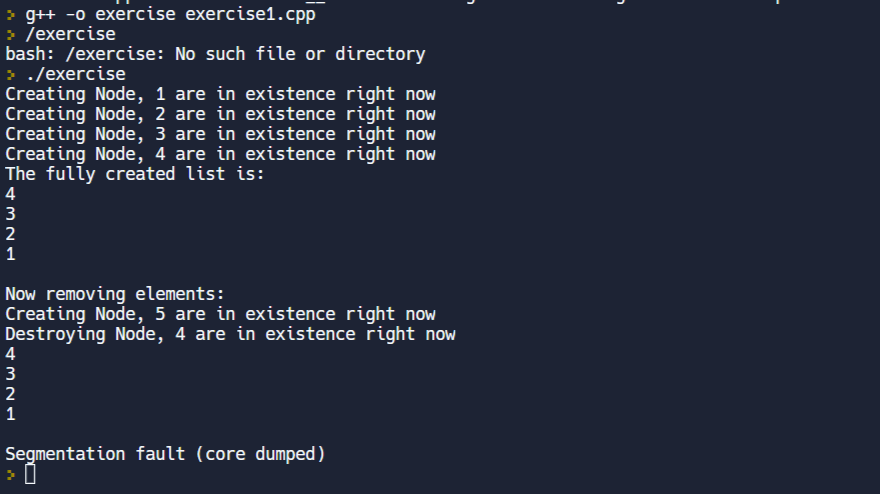 > g++ -o exercise exercise1.cpp
> /exercise
bash: /exercise: No such file or directory
> ./exercise
Creating Node, 1 are in existence right now
Creating Node, 2 are in existence right now
Creating Node, 3 are in existence right now
Creating Node, 4 are in existence right now
The fully created list is:
4
3
2
1
Now removing elements:
Creating Node, 5 are in existence right now
Destroying Node, 4 are in existence right now
4
3
2
1
Segmentation fault (core dumped)
>